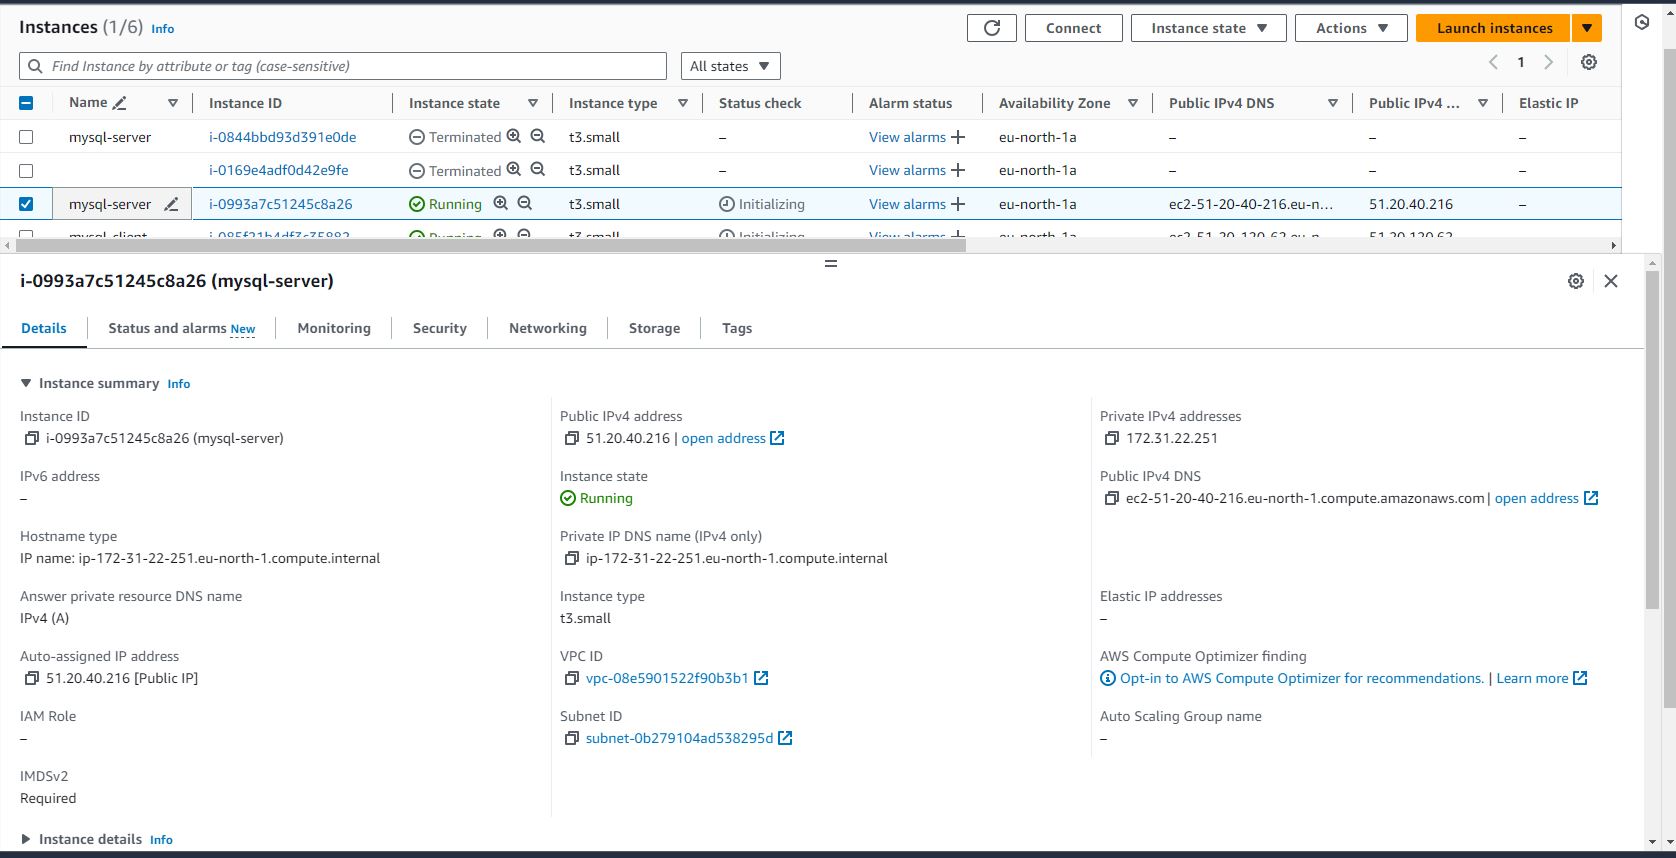 Instances (1/6) Info
Connect Instance state Actions Launch instances
Find Instance by attribute or tag (case-sensitive) All states 1
Name Instance ID Instance state Instance type Status check Alarm status Availability Zone Public IPv4 DNS Public IPv4 ... Elastic IP
mysql-server i-0844bbd93d391e0de Terminated t3.small – View alarms + eu-north-1a – – –
i-0169e4adf0d42e9fe Terminated t3.small – View alarms + eu-north-1a – – –
mysql-server i-0993a7c51245c8a26 Running t3.small Initializing View alarms + eu-north-1a ec2-51-20-40-216.eu-n... 51.20.40.216 –
mysql-client Running t3.small Initializing View alarms + eu-north-1a
i-0993a7c51245c8a26 (mysql-server)
Details Status and alarms New Monitoring Security Networking Storage Tags
Instance summary Info
Instance ID
i-0993a7c51245c8a26 (mysql-server)
Public IPv4 address
51.20.40.216 | open address
Private IPv4 addresses
172.31.22.251
IPv6 address
–
Instance state
Running
Public IPv4 DNS
ec2-51-20-40-216.eu-north-1.compute.amazonaws.com | open address
Hostname type
IP name: ip-172-31-22-251.eu-north-1.compute.internal
Private IP DNS name (IPv4 only)
ip-172-31-22-251.eu-north-1.compute.internal
Answer private resource DNS name
IPv4 (A)
Instance type
t3.small
Elastic IP addresses
–
Auto-assigned IP address
51.20.40.216 [Public IP]
VPC ID
vpc-08e5901522f90b3b1
AWS Compute Optimizer finding
Opt-in to AWS Compute Optimizer for recommendations. | Learn more
IAM Role
–
Subnet ID
subnet-0b279104ad538295d
Auto Scaling Group name
–
IMDSv2
Required
Instance details Info